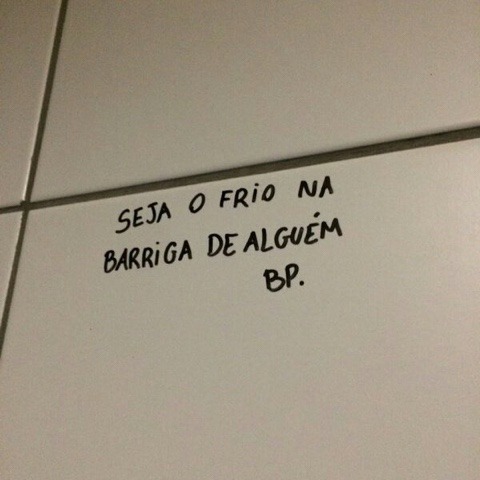 SEJA O FRIO NA
BARRIGA DE ALGUÉM
BP.